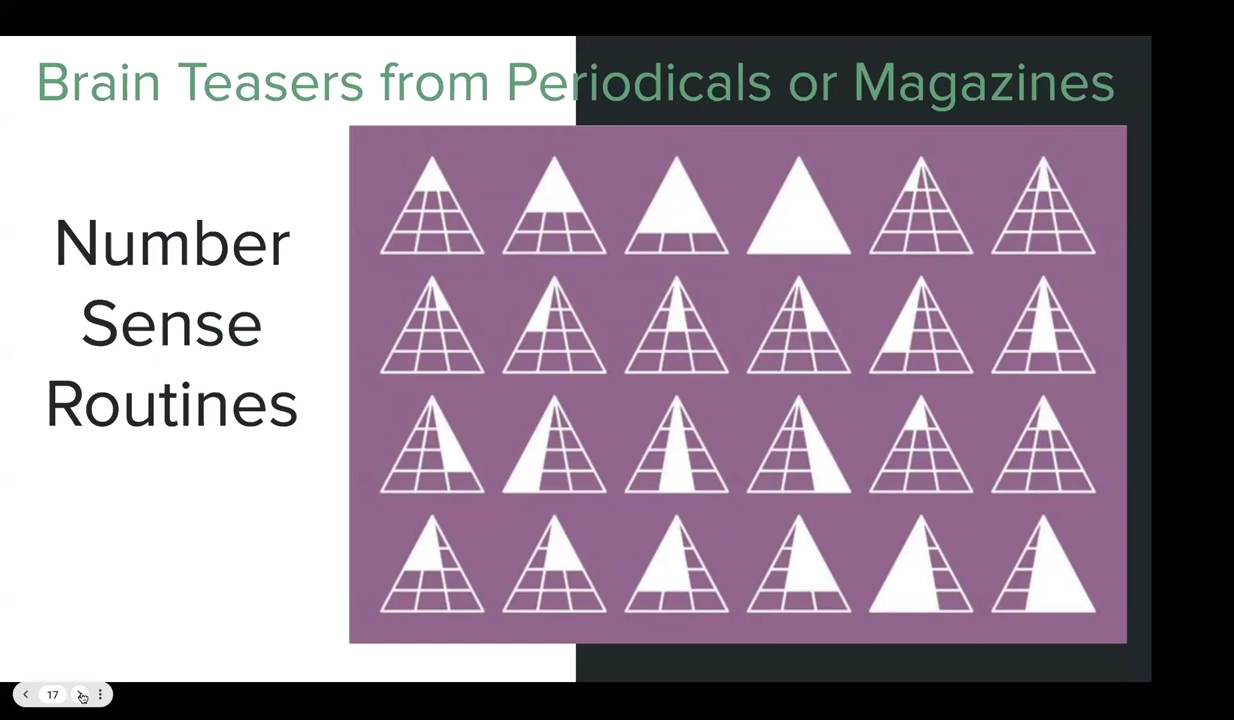 Brain Teasers from Periodicals or Magazines
Number
Sense
Routines
17